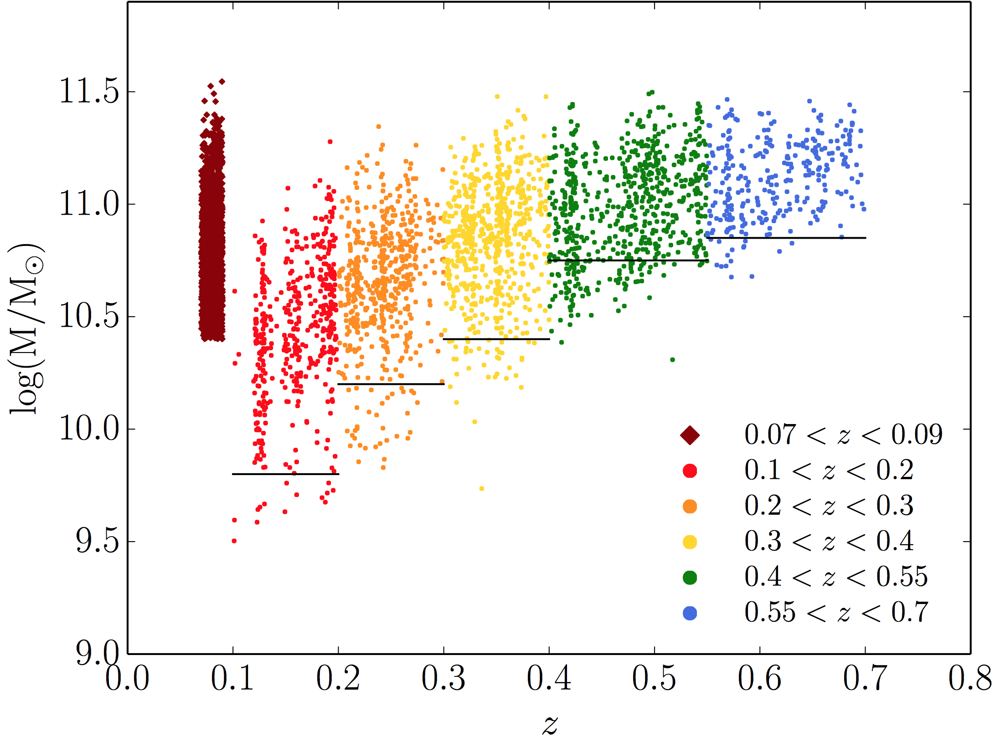 log(M/M⊙)
11.5
11.0
10.5
10.0
9.5
9.0
0.0 0.1 0.2 0.3 0.4 0.5 0.6 0.7 0.8
z
0.07 < z < 0.09
0.1 < z < 0.2
0.2 < z < 0.3
0.3 < z < 0.4
0.4 < z < 0.55
0.55 < z < 0.7